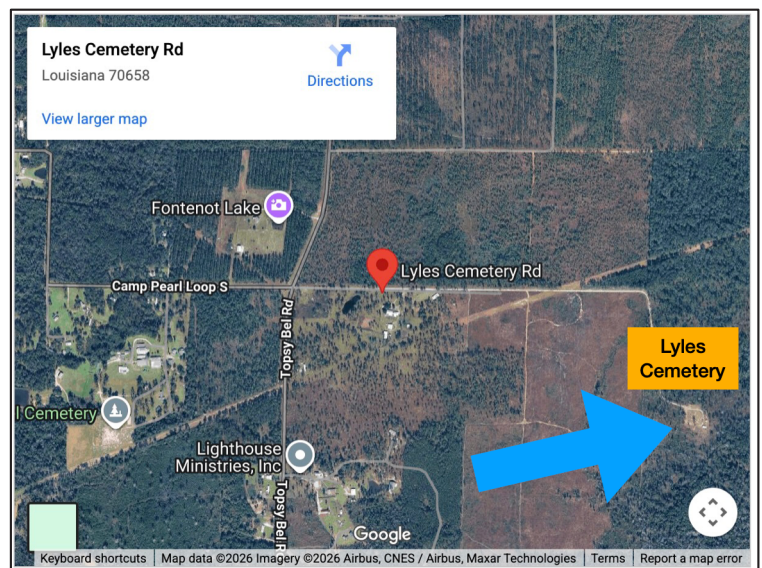 Lyles Cemetery Rd
Louisiana 70658
Directions
View larger map
Fontenot Lake
Lyles Cemetery Rd
Camp Pearl Loop S
Topsy Bel Rd
Lyles
Cemetery
l Cemetery
Lighthouse
Ministries, Inc
Topsy Bel R
Google
Keyboard shortcuts
Map data ©2026 Imagery ©2026 Airbus, CNES / Airbus, Maxar Technologies
Terms
Report a map error